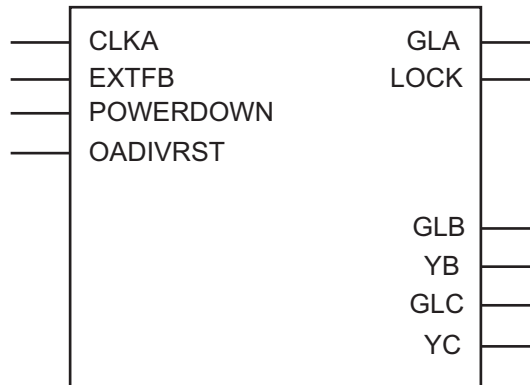 CLKA GLA
EXTFB LOCK
POWERDOWN
OADIVRST
GLB
YB
GLC
YC